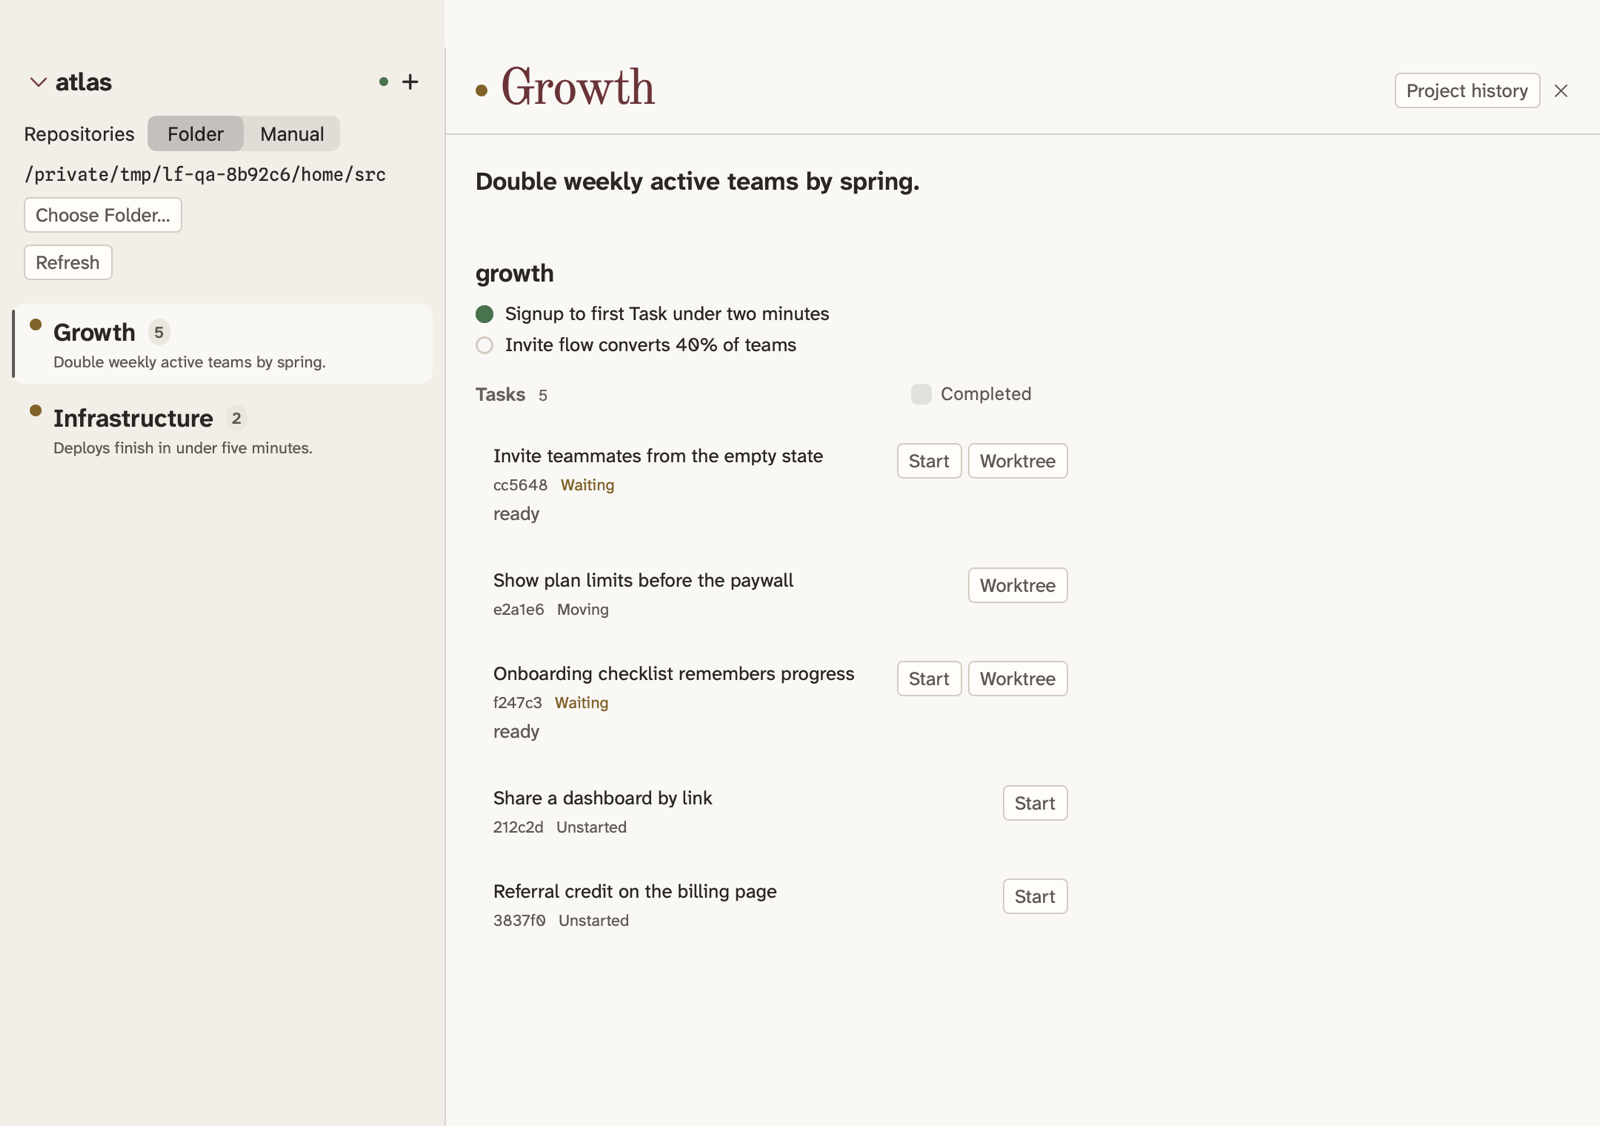 atlas
Repositories Folder Manual
/private/tmp/lf-qa-8b92c6/home/src
Choose Folder...
Refresh
Growth 5
Double weekly active teams by spring.
Infrastructure 2
Deploys finish in under five minutes.
Growth
Project history
Double weekly active teams by spring.
growth
Signup to first Task under two minutes
Invite flow converts 40% of teams
Tasks 5
Completed
Invite teammates from the empty state
Start Worktree
cc5648 Waiting
ready
Show plan limits before the paywall
Worktree
e2a1e6 Moving
Onboarding checklist remembers progress
Start Worktree
f247c3 Waiting
ready
Share a dashboard by link
Start
212c2d Unstarted
Referral credit on the billing page
Start
3837f0 Unstarted